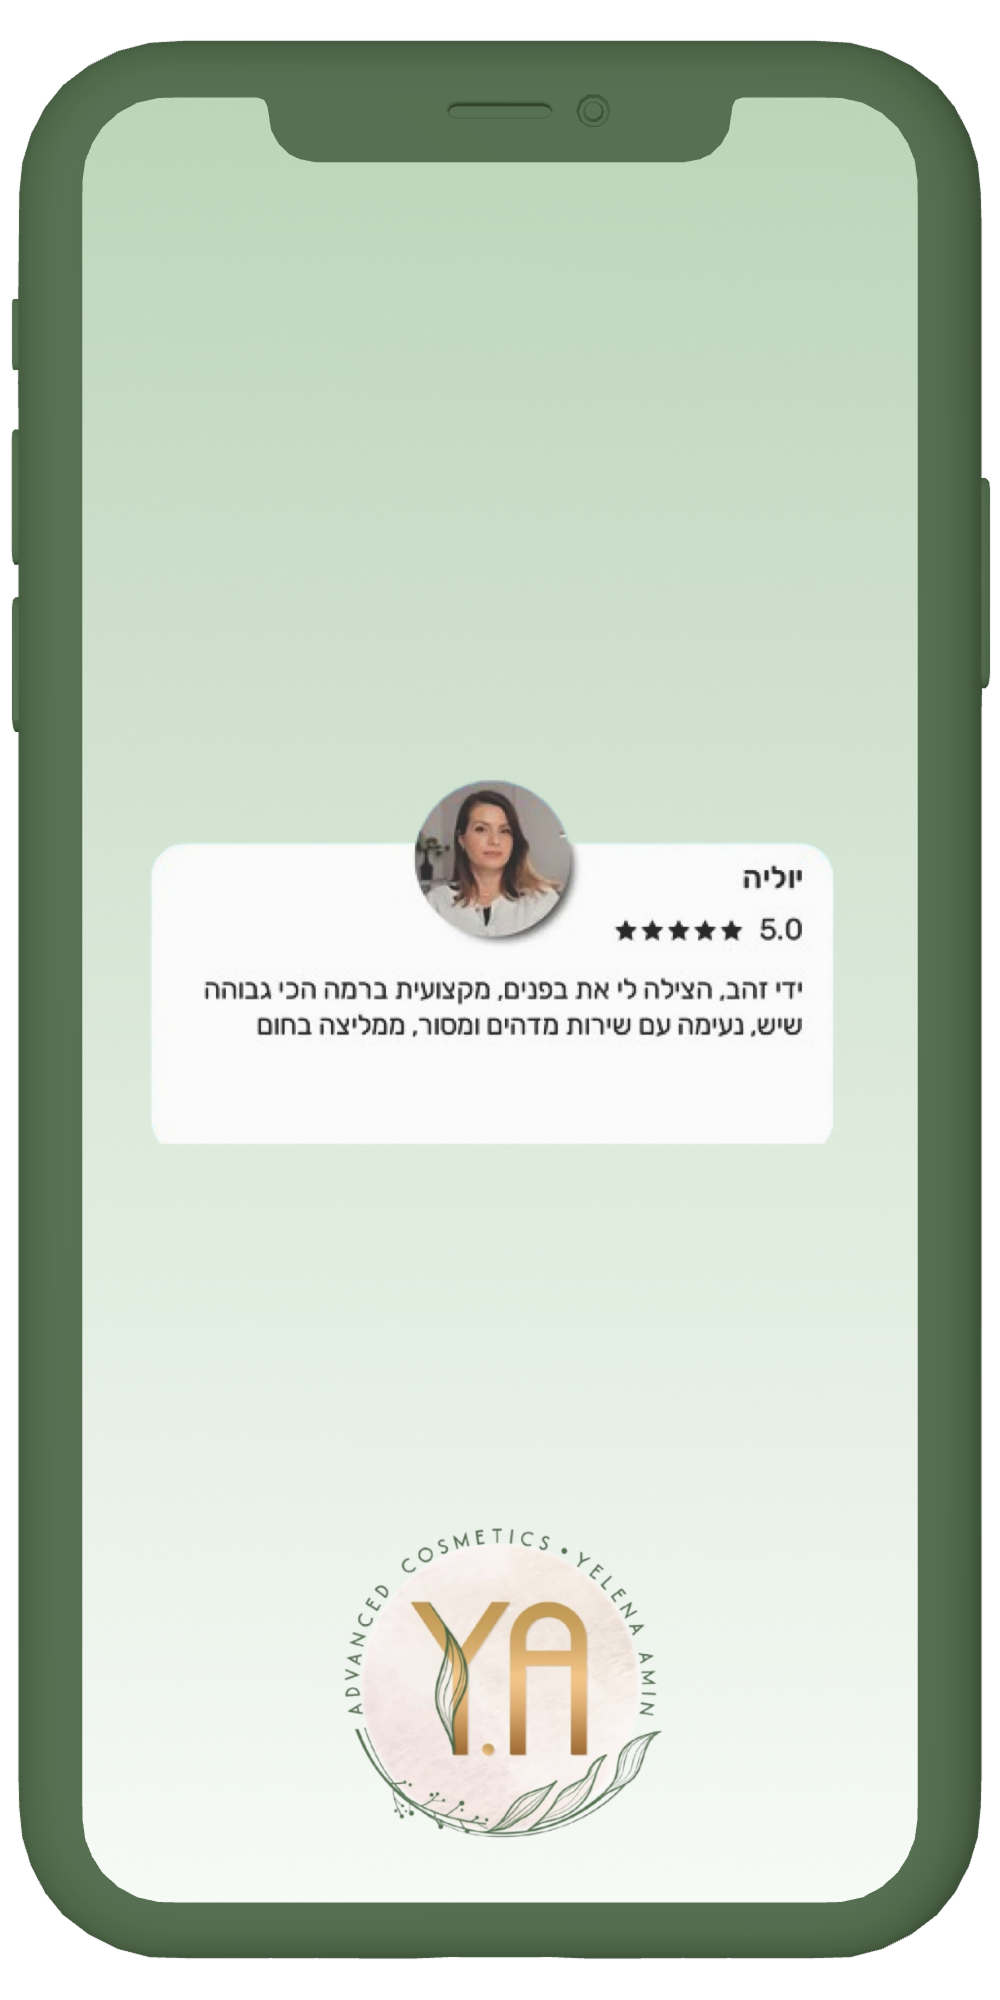 יוליה
5.0 ★★★★★
ידי זהב, הצילה לי את בפנים, מקצועית ברמה הכי גבוהה
שיש, נעימה עם שירות מדהים ומסור, ממליצה בחום
ADVANCED COSMETICS • YELENA AMIN
Y.A